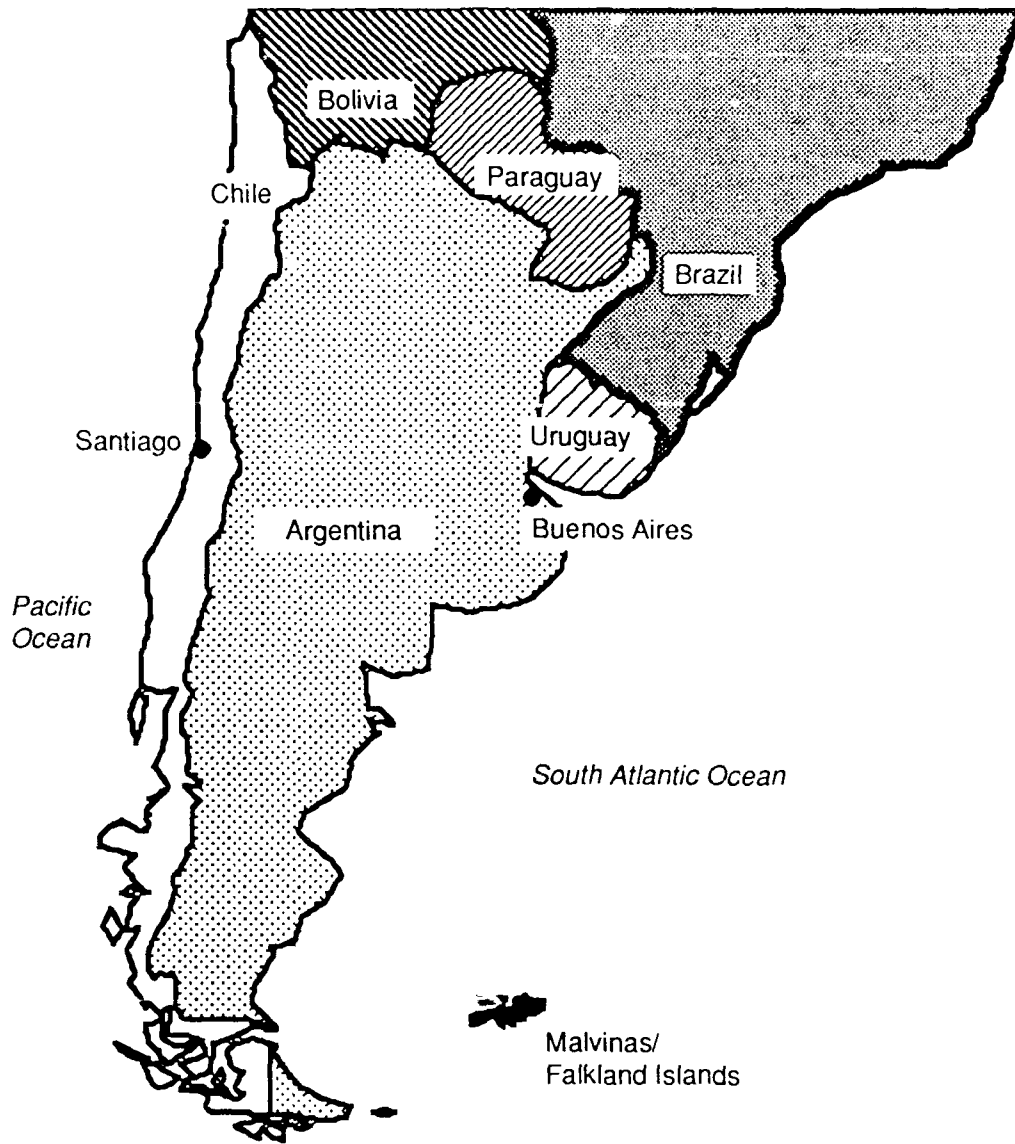 Bolivia
Paraguay
Chile
Brazil
Uruguay
Santiago
Argentina
Buenos Aires
Pacific
Ocean
South Atlantic Ocean
Malvinas/
Falkland Islands